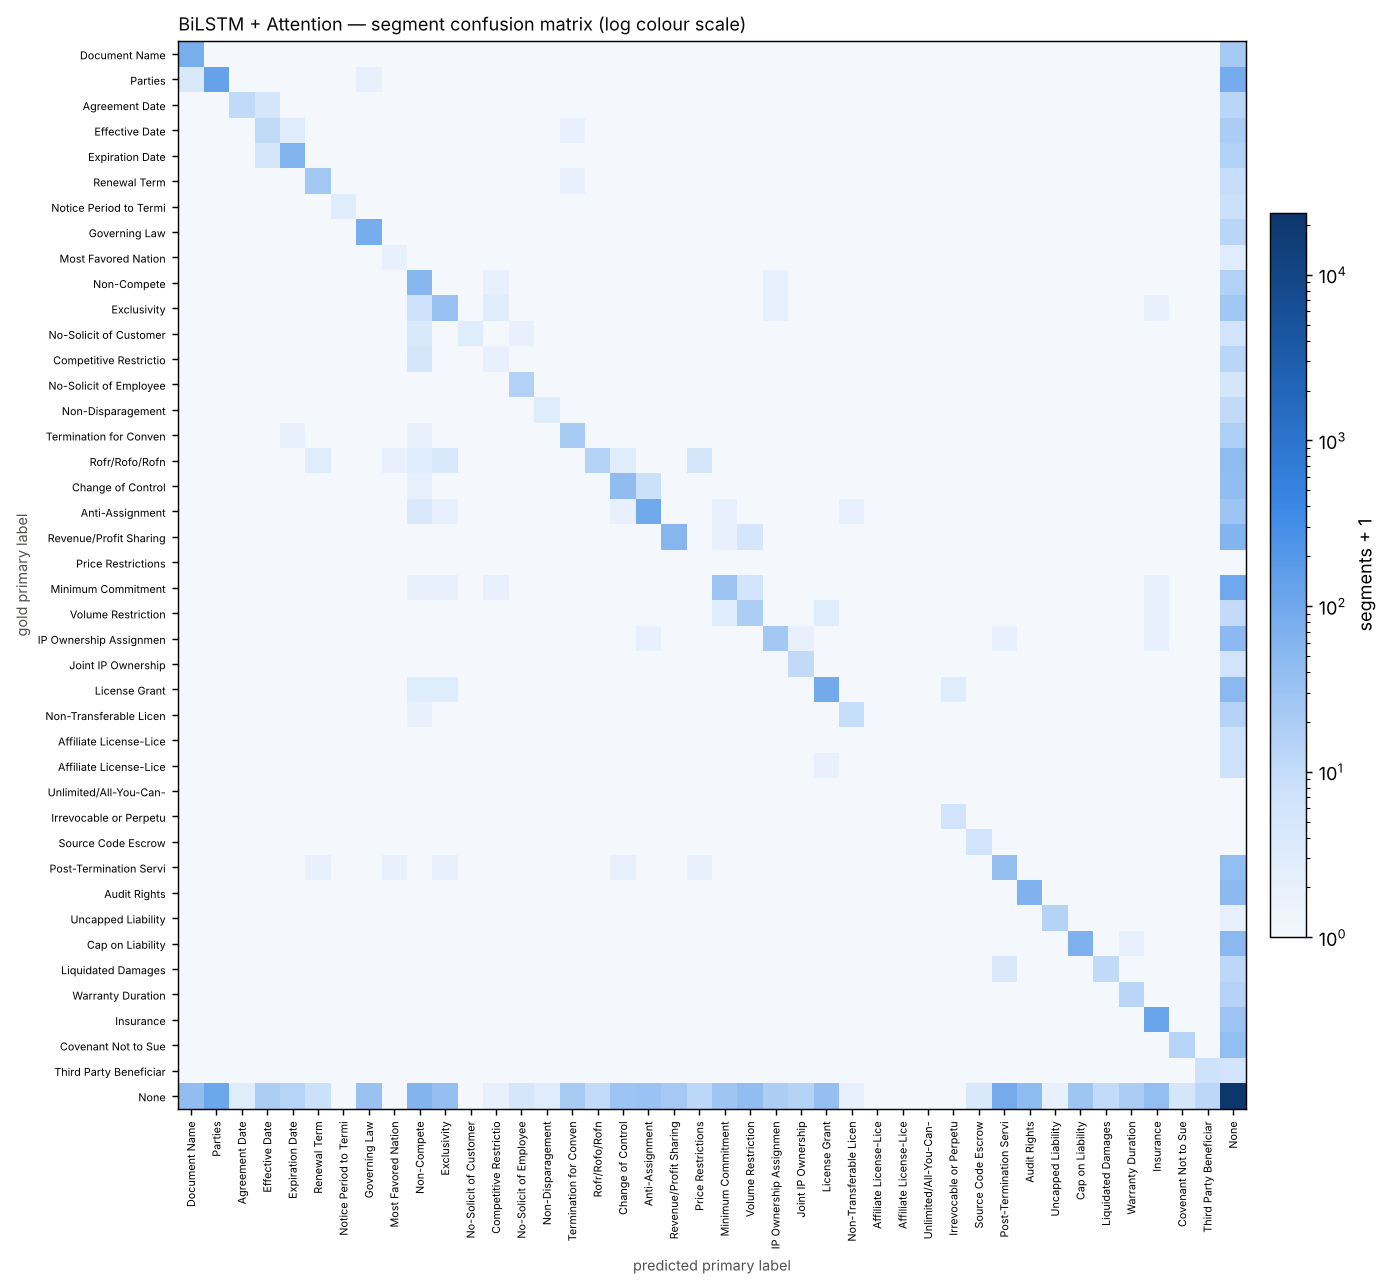 BiLSTM + Attention — segment confusion matrix (log colour scale)
gold primary label
Document Name
Parties
Agreement Date
Effective Date
Expiration Date
Renewal Term
Notice Period to Termi
Governing Law
Most Favored Nation
Non-Compete
Exclusivity
No-Solicit of Customer
Competitive Restrictio
No-Solicit of Employee
Non-Disparagement
Termination for Conven
Rofr/Rofo/Rofn
Change of Control
Anti-Assignment
Revenue/Profit Sharing
Price Restrictions
Minimum Commitment
Volume Restriction
IP Ownership Assignmen
Joint IP Ownership
License Grant
Non-Transferable Licen
Affiliate License-Lice
Affiliate License-Lice
Unlimited/All-You-Can-
Irrevocable or Perpetu
Source Code Escrow
Post-Termination Servi
Audit Rights
Uncapped Liability
Cap on Liability
Liquidated Damages
Warranty Duration
Insurance
Covenant Not to Sue
Third Party Beneficiar
None
Document Name
Parties
Agreement Date
Effective Date
Expiration Date
Renewal Term
Notice Period to Termi
Governing Law
Most Favored Nation
Non-Compete
Exclusivity
No-Solicit of Customer
Competitive Restrictio
No-Solicit of Employee
Non-Disparagement
Termination for Conven
Rofr/Rofo/Rofn
Change of Control
Anti-Assignment
Revenue/Profit Sharing
Price Restrictions
Minimum Commitment
Volume Restriction
IP Ownership Assignmen
Joint IP Ownership
License Grant
Non-Transferable Licen
Affiliate License-Lice
Affiliate License-Lice
Unlimited/All-You-Can-
Irrevocable or Perpetu
Source Code Escrow
Post-Termination Servi
Audit Rights
Uncapped Liability
Cap on Liability
Liquidated Damages
Warranty Duration
Insurance
Covenant Not to Sue
Third Party Beneficiar
None
predicted primary label
10⁴
10³
10²
10¹
10⁰
segments + 1